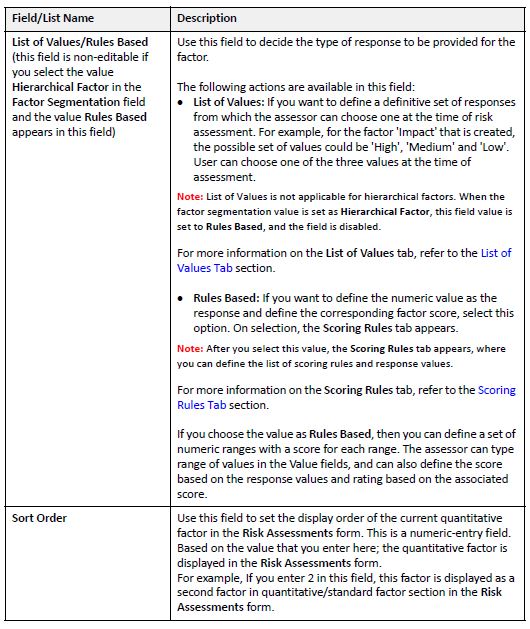 Field/List Name
Description
List of Values/Rules Based
(this field is non-editable if
you select the value
Hierarchical Factor in the
Factor Segmentation field
and the value Rules Based
appears in this field)
Use this field to decide the type of response to be provided for the
factor.
The following actions are available in this field:
● List of Values: If you want to define a definitive set of responses
from which the assessor can choose one at the time of risk
assessment. For example, for the factor 'Impact' that is created,
the possible set of values could be 'High', 'Medium' and 'Low'.
User can choose one of the three values at the time of
assessment.
Note: List of Values is not applicable for hierarchical factors. When the
factor segmentation value is set as Hierarchical Factor, this field value is
set to Rules Based, and the field is disabled.
For more information on the List of Values tab, refer to the List of
Values Tab section.
● Rules Based: If you want to define the numeric value as the
response and define the corresponding factor score, select this
option. On selection, the Scoring Rules tab appears.
Note: After you select this value, the Scoring Rules tab appears, where
you can define the list of scoring rules and response values.
For more information on the Scoring Rules tab, refer to the Scoring
Rules Tab section.
If you choose the value as Rules Based, then you can define a set of
numeric ranges with a score for each range. The assessor can type
range of values in the Value fields, and can also define the score
based on the response values and rating based on the associated
score.
Sort Order
Use this field to set the display order of the current quantitative
factor in the Risk Assessments form. This is a numeric-entry field.
Based on the value that you enter here; the quantitative factor is
displayed in the Risk Assessments form.
For example, If you enter 2 in this field, this factor is displayed as a
second factor in quantitative/standard factor section in the Risk
Assessments form.